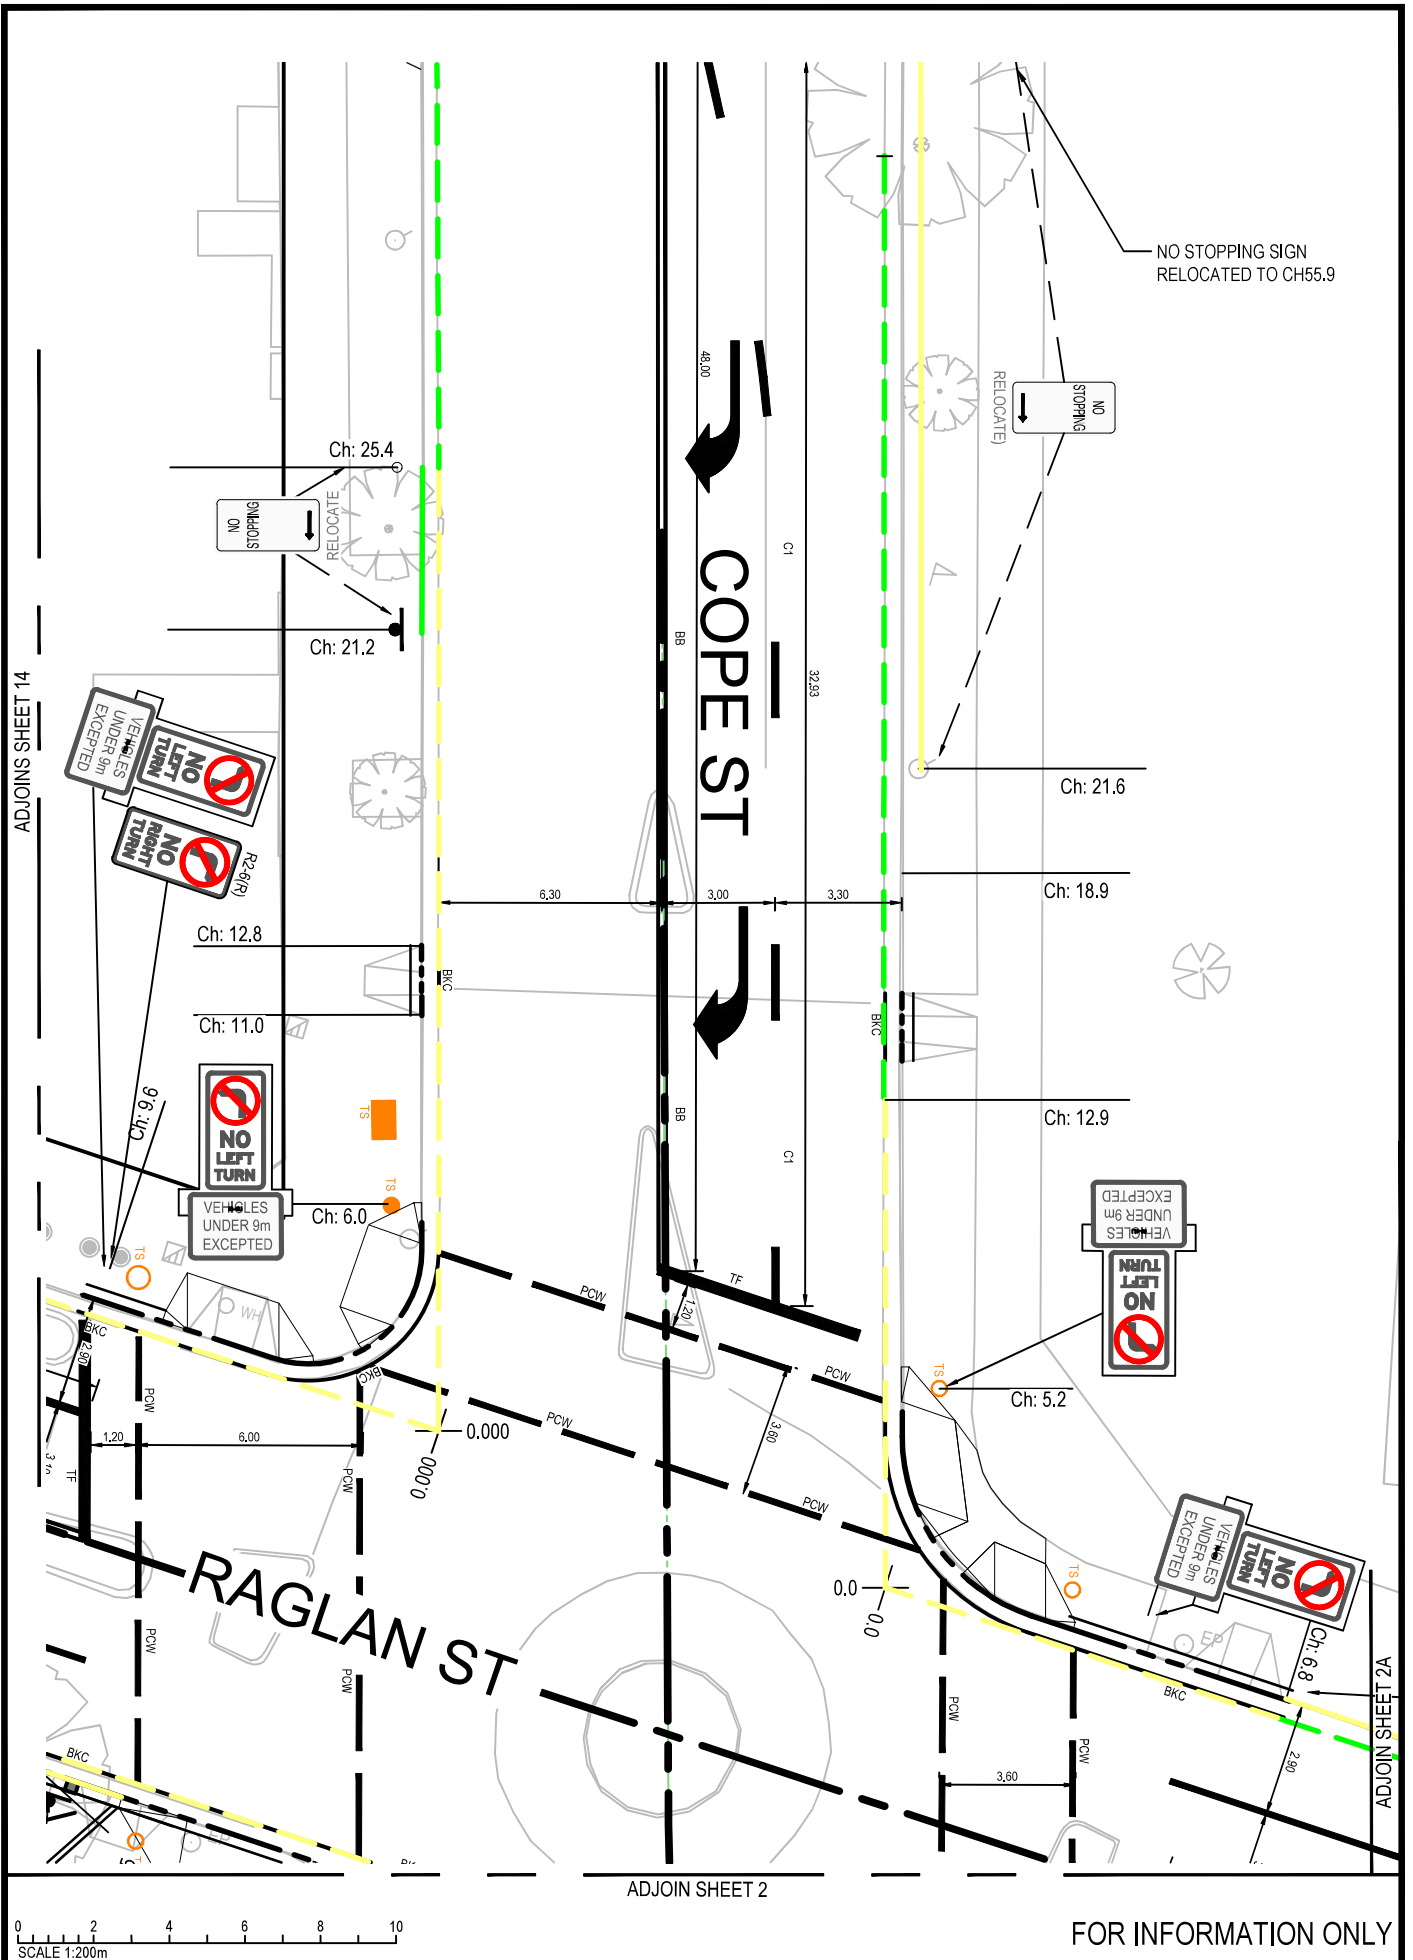 NO STOPPING SIGN
RELOCATED TO CH55.9
48.00
RELOCATE)
NO
STOPPING
Ch: 25.4
NO
STOPPING
RELOCATE
C1
COPE ST
BB
32.93
Ch: 21.2
ADJOINS SHEET 14
VEHICLES
UNDER 9m
EXCEPTED
NO
LEFT
TURN
NO
RIGHT
TURN
R2-6(R)
Ch: 21.6
Ch: 18.9
6.30
3.00
3.30
Ch: 12.8
BKC
Ch: 11.0
BKC
Ch: 12.9
Ch: 9.6
TS
BB
C1
NO
LEFT
TURN
VEHICLES
UNDER 9m
EXCEPTED
TS
Ch: 6.0
VEHICLES
UNDER 9m
EXCEPTED
NO
LEFT
TURN
TS
WH
PCW
TF
1.20
BKC
2.90
BKC
PCW
TS
Ch: 5.2
PCW
PCW
3.60
0.000
0.000
1.20
6.00
TF
PCW
PCW
VEHICLES
UNDER 9m
EXCEPTED
NO
LEFT
TURN
RAGLAN ST
0.0
0.0
TS
EP
Ch: 6.8
PCW
PCW
BKC
PCW
PCW
2.90
3.60
ADJOIN SHEET 2A
BKC
EP
ADJOIN SHEET 2
0 2 4 6 8 10
SCALE 1:200m
FOR INFORMATION ONLY